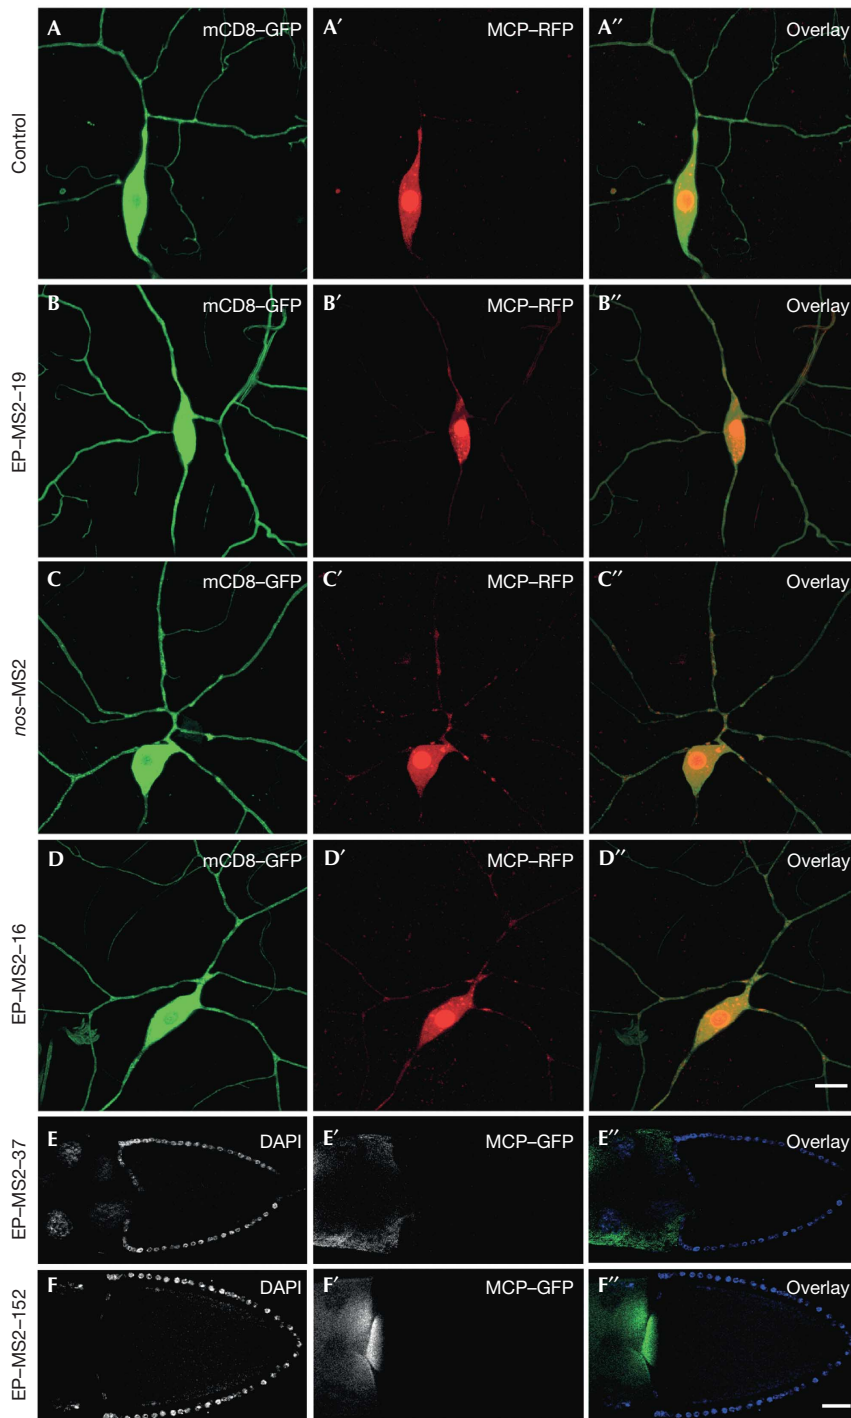 Control
A mCD8–GFP
A′ MCP–RFP
A″ Overlay
EP–MS2–19
B mCD8–GFP
B′ MCP–RFP
B″ Overlay
nos–MS2
C mCD8–GFP
C′ MCP–RFP
C″ Overlay
EP–MS2–16
D mCD8–GFP
D′ MCP–RFP
D″ Overlay
EP–MS2–37
E DAPI
E′ MCP–GFP
E″ Overlay
EP–MS2–152
F DAPI
F′ MCP–GFP
F″ Overlay